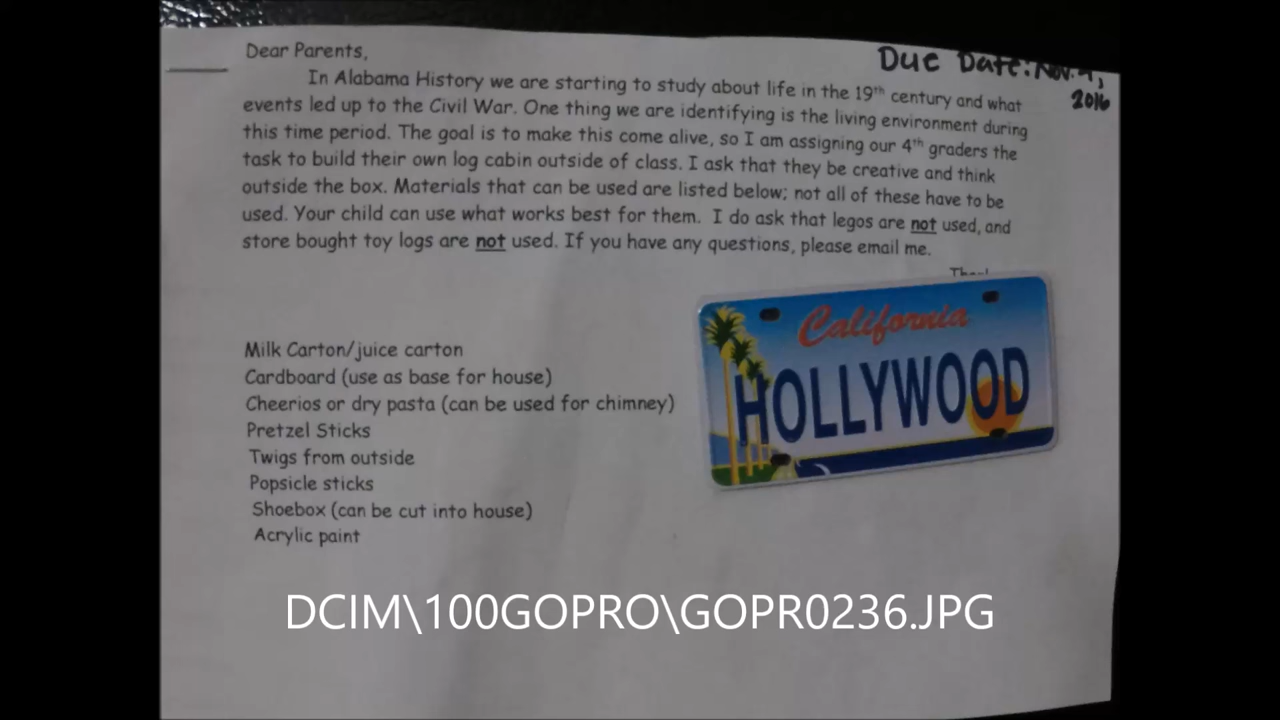 Dear Parents,
Due Date: Nov. 9,
2016
In Alabama History we are starting to study about life in the 19th century and what
events led up to the Civil War. One thing we are identifying is the living environment during
this time period. The goal is to make this come alive, so I am assigning our 4th graders the
task to build their own log cabin outside of class. I ask that they be creative and think
outside the box. Materials that can be used are listed below; not all of these have to be
used. Your child can use what works best for them. I do ask that legos are not used, and
store bought toy logs are not used. If you have any questions, please email me.
Milk Carton/juice carton
Cardboard (use as base for house)
Cheerios or dry pasta (can be used for chimney)
Pretzel Sticks
Twigs from outside
Popsicle sticks
Shoebox (can be cut into house)
Acrylic paint
California
HOLLYWOOD
DCIM\100GOPRO\GOPR0236.JPG